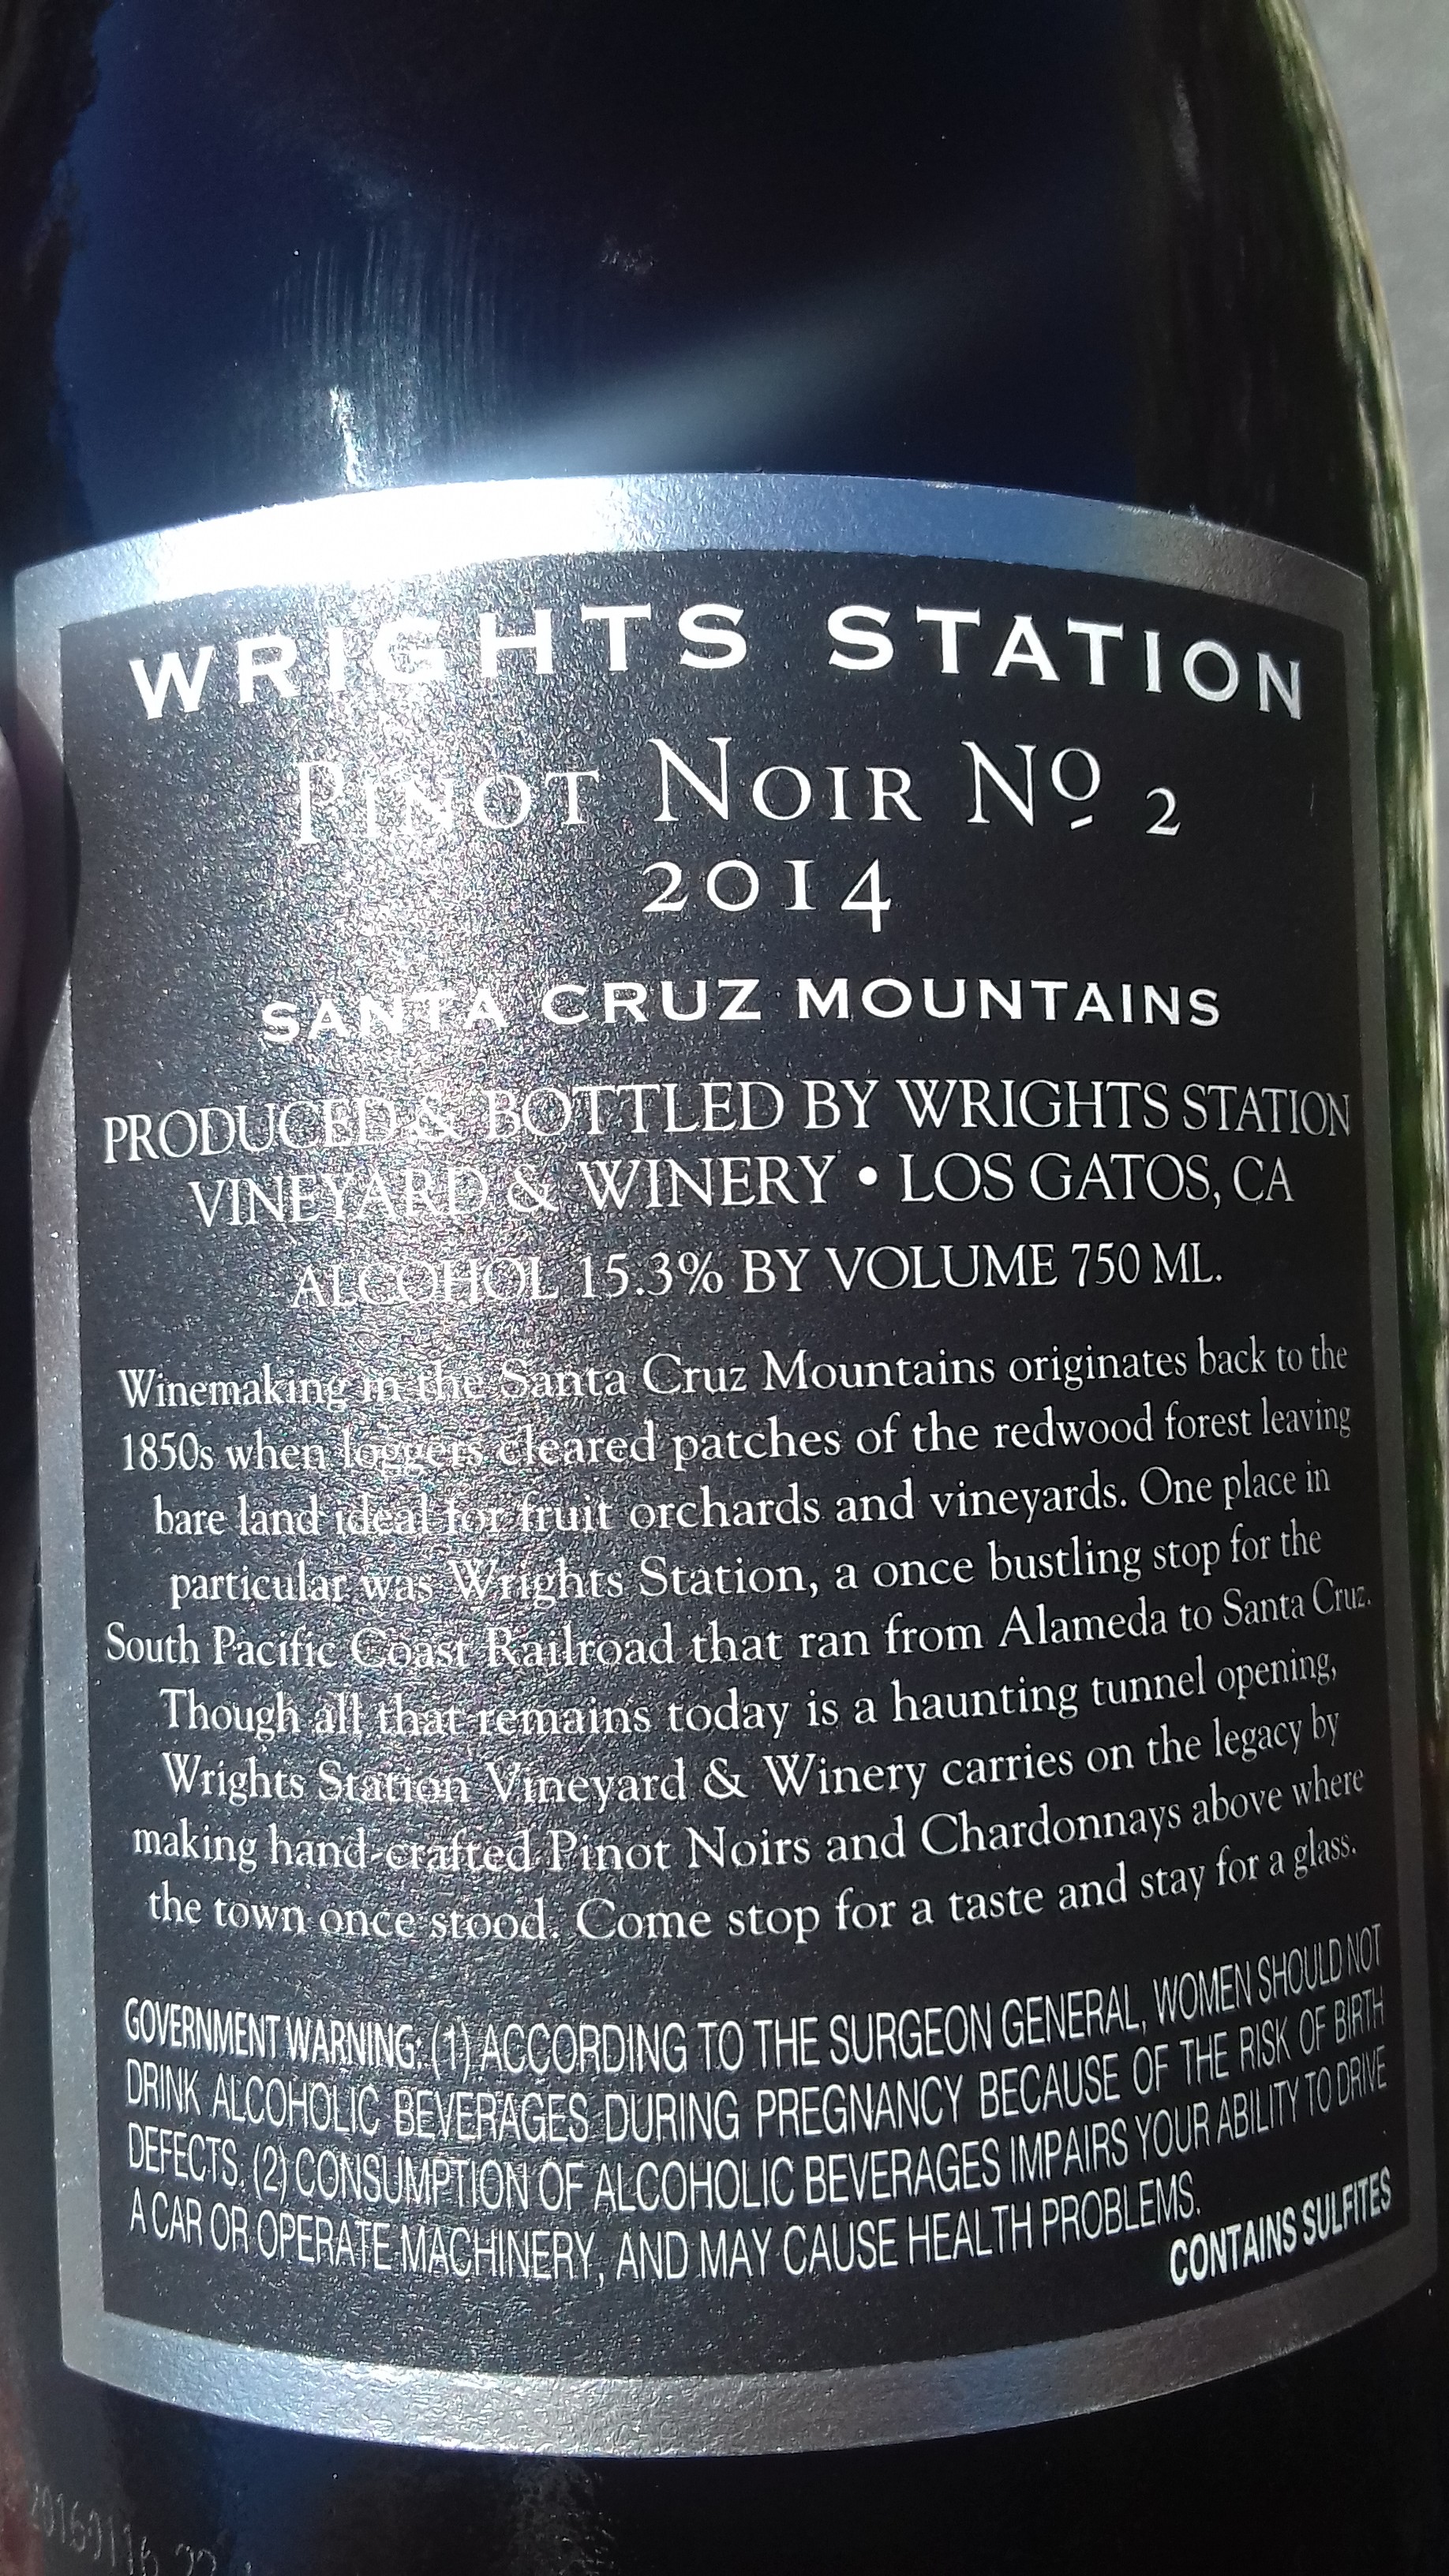 WRIGHTS STATION
PINOT NOIR Nº 2
2014
SANTA CRUZ MOUNTAINS
PRODUCED & BOTTLED BY WRIGHTS STATION
VINEYARD & WINERY • LOS GATOS, CA
ALCOHOL 15.3% BY VOLUME 750 ML.
Winemaking in the Santa Cruz Mountains originates back to the
1850s when loggers cleared patches of the redwood forest leaving
bare land ideal for fruit orchards and vineyards. One place in
particular was Wrights Station, a once bustling stop for the
South Pacific Coast Railroad that ran from Alameda to Santa Cruz.
Though all that remains today is a haunting tunnel opening,
Wrights Station Vineyard & Winery carries on the legacy by
making hand-crafted Pinot Noirs and Chardonnays above where
the town once stood. Come stop for a taste and stay for a glass.
GOVERNMENT WARNING: (1) ACCORDING TO THE SURGEON GENERAL, WOMEN SHOULD NOT
DRINK ALCOHOLIC BEVERAGES DURING PREGNANCY BECAUSE OF THE RISK OF BIRTH
DEFECTS. (2) CONSUMPTION OF ALCOHOLIC BEVERAGES IMPAIRS YOUR ABILITY TO DRIVE
A CAR OR OPERATE MACHINERY, AND MAY CAUSE HEALTH PROBLEMS.
CONTAINS SULFITES